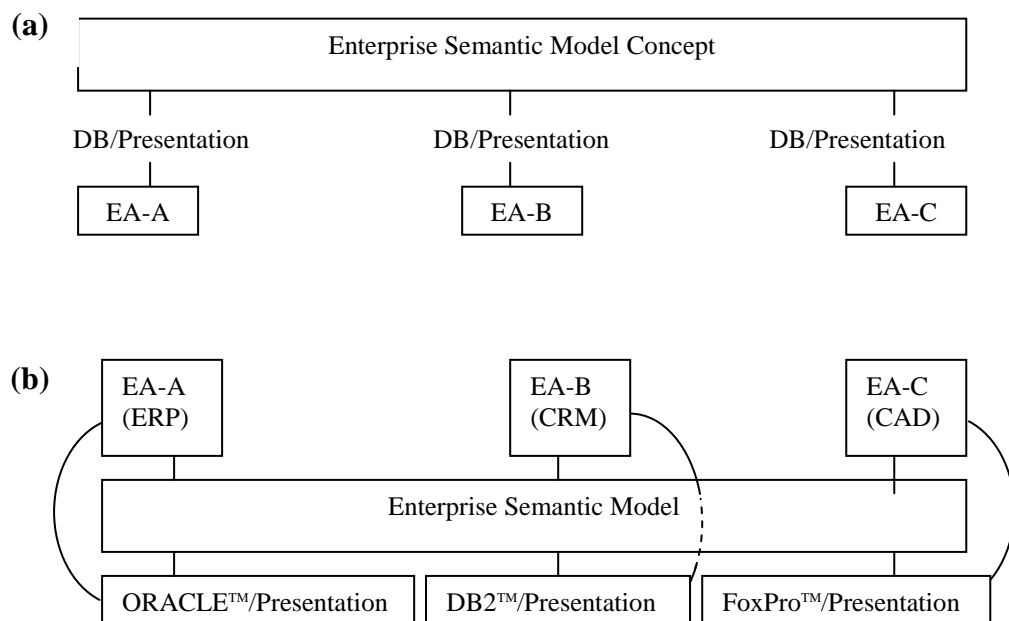 (a)
Enterprise Semantic Model Concept
DB/Presentation DB/Presentation DB/Presentation
EA-A EA-B EA-C
(b)
EA-A
(ERP)
EA-B
(CRM)
EA-C
(CAD)
Enterprise Semantic Model
ORACLE™/Presentation DB2™/Presentation FoxPro™/Presentation